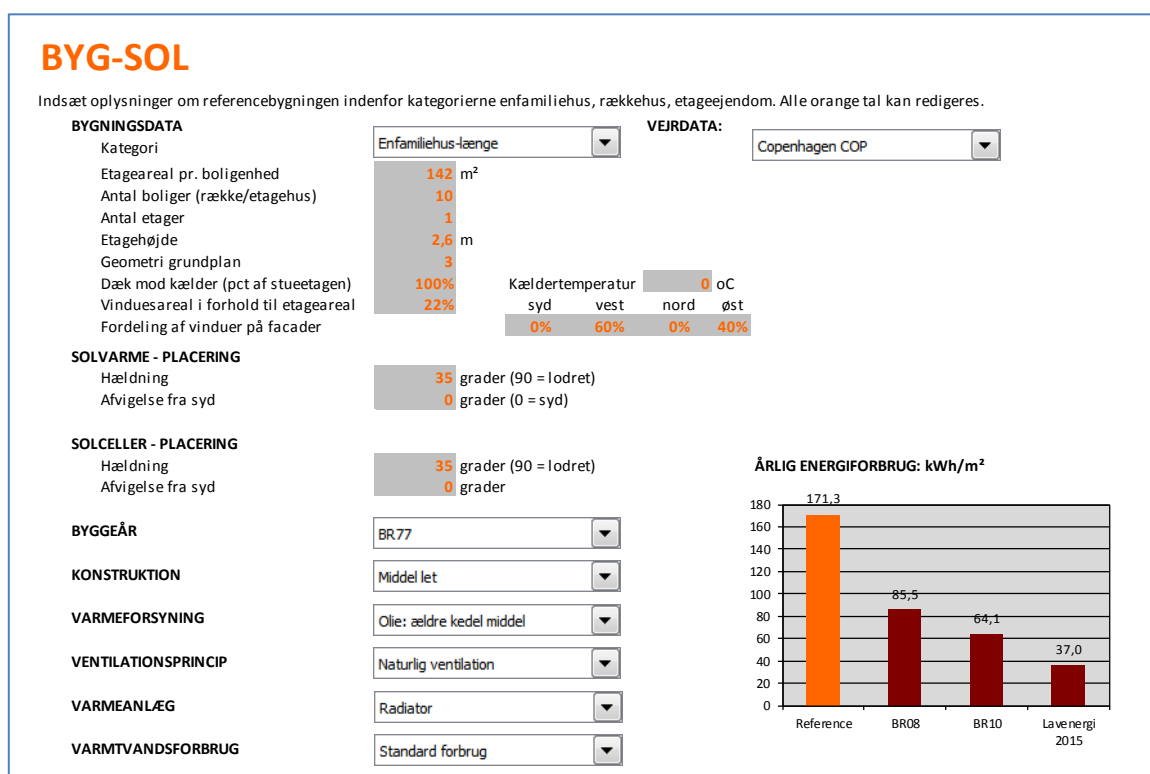 BYG-SOL
Indsæt oplysninger om referencebygningen indenfor kategorierne enfamiliehus, rækkehus, etageejendom. Alle orange tal kan redigeres.
BYGNINGSDATA VEJRDATA:
Kategori Enfamiliehus-længe Copenhagen COP
Etageareal pr. boligenhed 142 m²
Antal boliger (række/etagehus) 10
Antal etager 1
Etagehøjde 2,6 m
Geometri grundplan 3
Dæk mod kælder (pct af stueetagen) 100% Kældertemperatur 0 oC
Vinduesareal i forhold til etageareal 22% syd vest nord øst
Fordeling af vinduer på facader 0% 60% 0% 40%
SOLVARME - PLACERING
Hældning 35 grader (90 = lodret)
Afvigelse fra syd 0 grader (0 = syd)
SOLCELLER - PLACERING
Hældning 35 grader (90 = lodret)
Afvigelse fra syd 0 grader
BYGGEÅR BR77
KONSTRUKTION Middel let
VARMEFORSYNING Olie: ældre kedel middel
VENTILATIONSPRINCIP Naturlig ventilation
VARMEANLÆG Radiator
VARMTVANDSFORBRUG Standard forbrug
ÅRLIG ENERGIFORBRUG: kWh/m²
180
160
140
120
100
80
60
40
20
0
171,3
85,5
64,1
37,0
Reference BR08 BR10 Lavenergi
2015